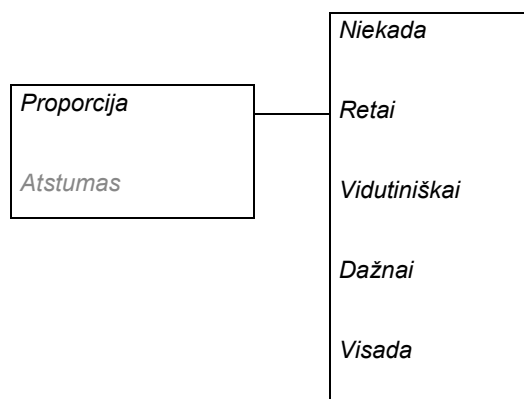 Proporcija
Atstumas
Niekada
Retai
Vidutiniškai
Dažnai
Visada